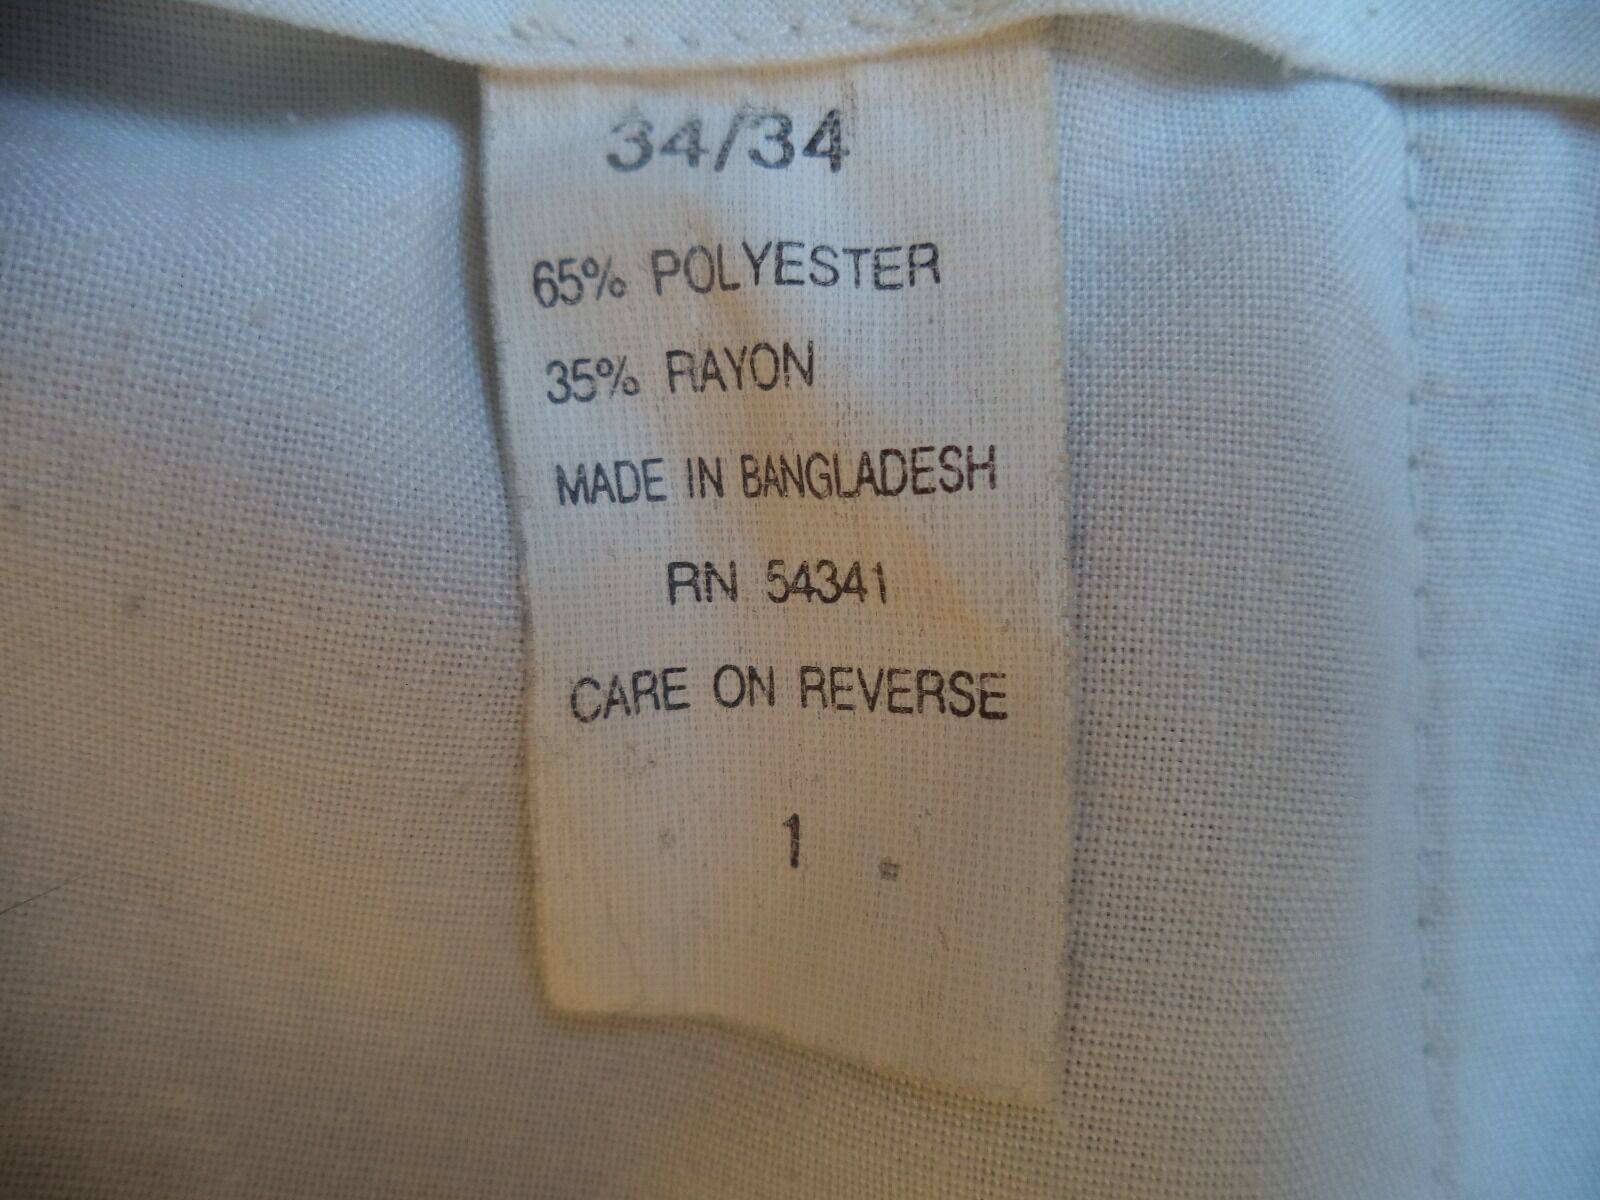 34/34
65% POLYESTER
35% RAYON
MADE IN BANGLADESH
RN 54341
CARE ON REVERSE
1